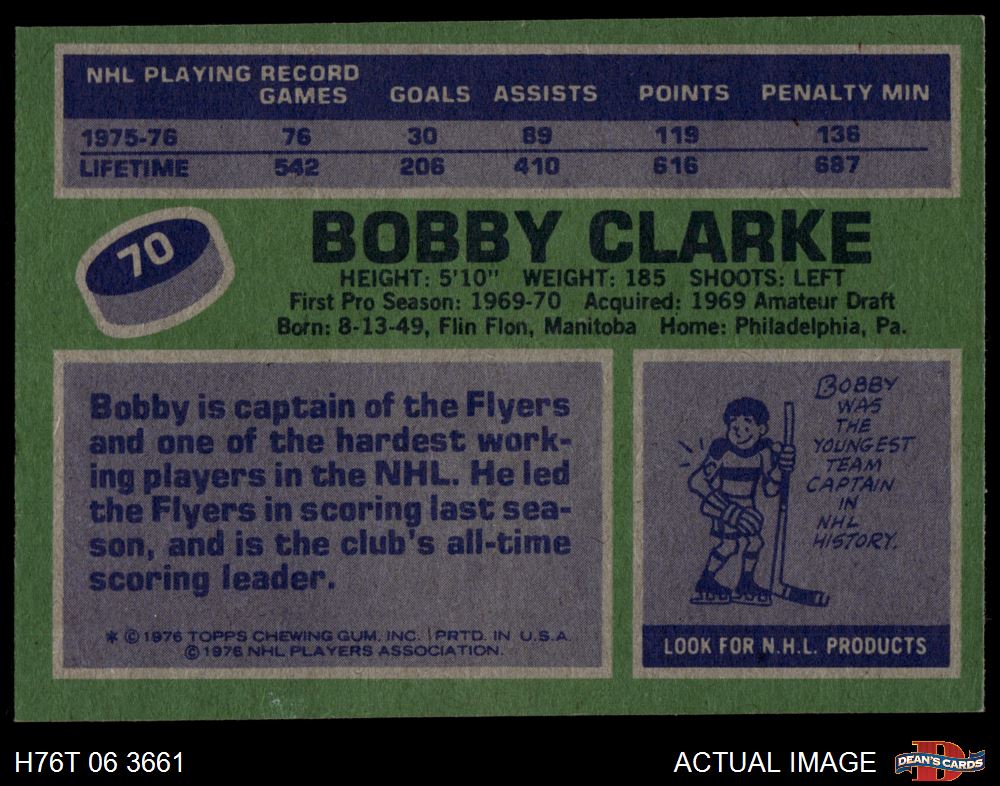 NHL PLAYING RECORD
GAMES GOALS ASSISTS POINTS PENALTY MIN
1975-76 76 30 89 119 136
LIFETIME 542 206 410 616 687
70
BOBBY CLARKE
HEIGHT: 5'10" WEIGHT: 185 SHOOTS: LEFT
First Pro Season: 1969-70 Acquired: 1969 Amateur Draft
Born: 8-13-49, Flin Flon, Manitoba Home: Philadelphia, Pa.
Bobby is captain of the Flyers
and one of the hardest work-
ing players in the NHL. He led
the Flyers in scoring last sea-
son, and is the club's all-time
scoring leader.
* © 1976 TOPPS CHEWING GUM, INC. PRTD. IN U.S.A.
© 1976 NHL PLAYERS ASSOCIATION.
BOBBY
WAS
THE
YOUNGEST
TEAM
CAPTAIN
IN
NHL
HISTORY.
C
LOOK FOR N.H.L. PRODUCTS
H76T 06 3661
ACTUAL IMAGE
D
DEAN'S CARDS